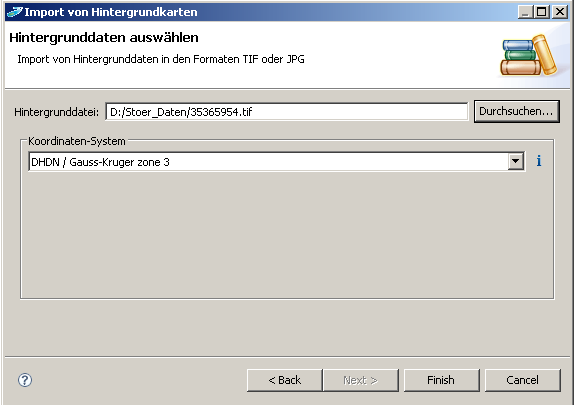 Import von Hintergrundkarten
Hintergrunddaten auswählen
Import von Hintergrunddaten in den Formaten TIF oder JPG
Hintergrunddatei: D:/Stoer_Daten/35365954.tif Durchsuchen...
Koordinaten-System
DHDN / Gauss-Kruger zone 3
i
? < Back Next > Finish Cancel